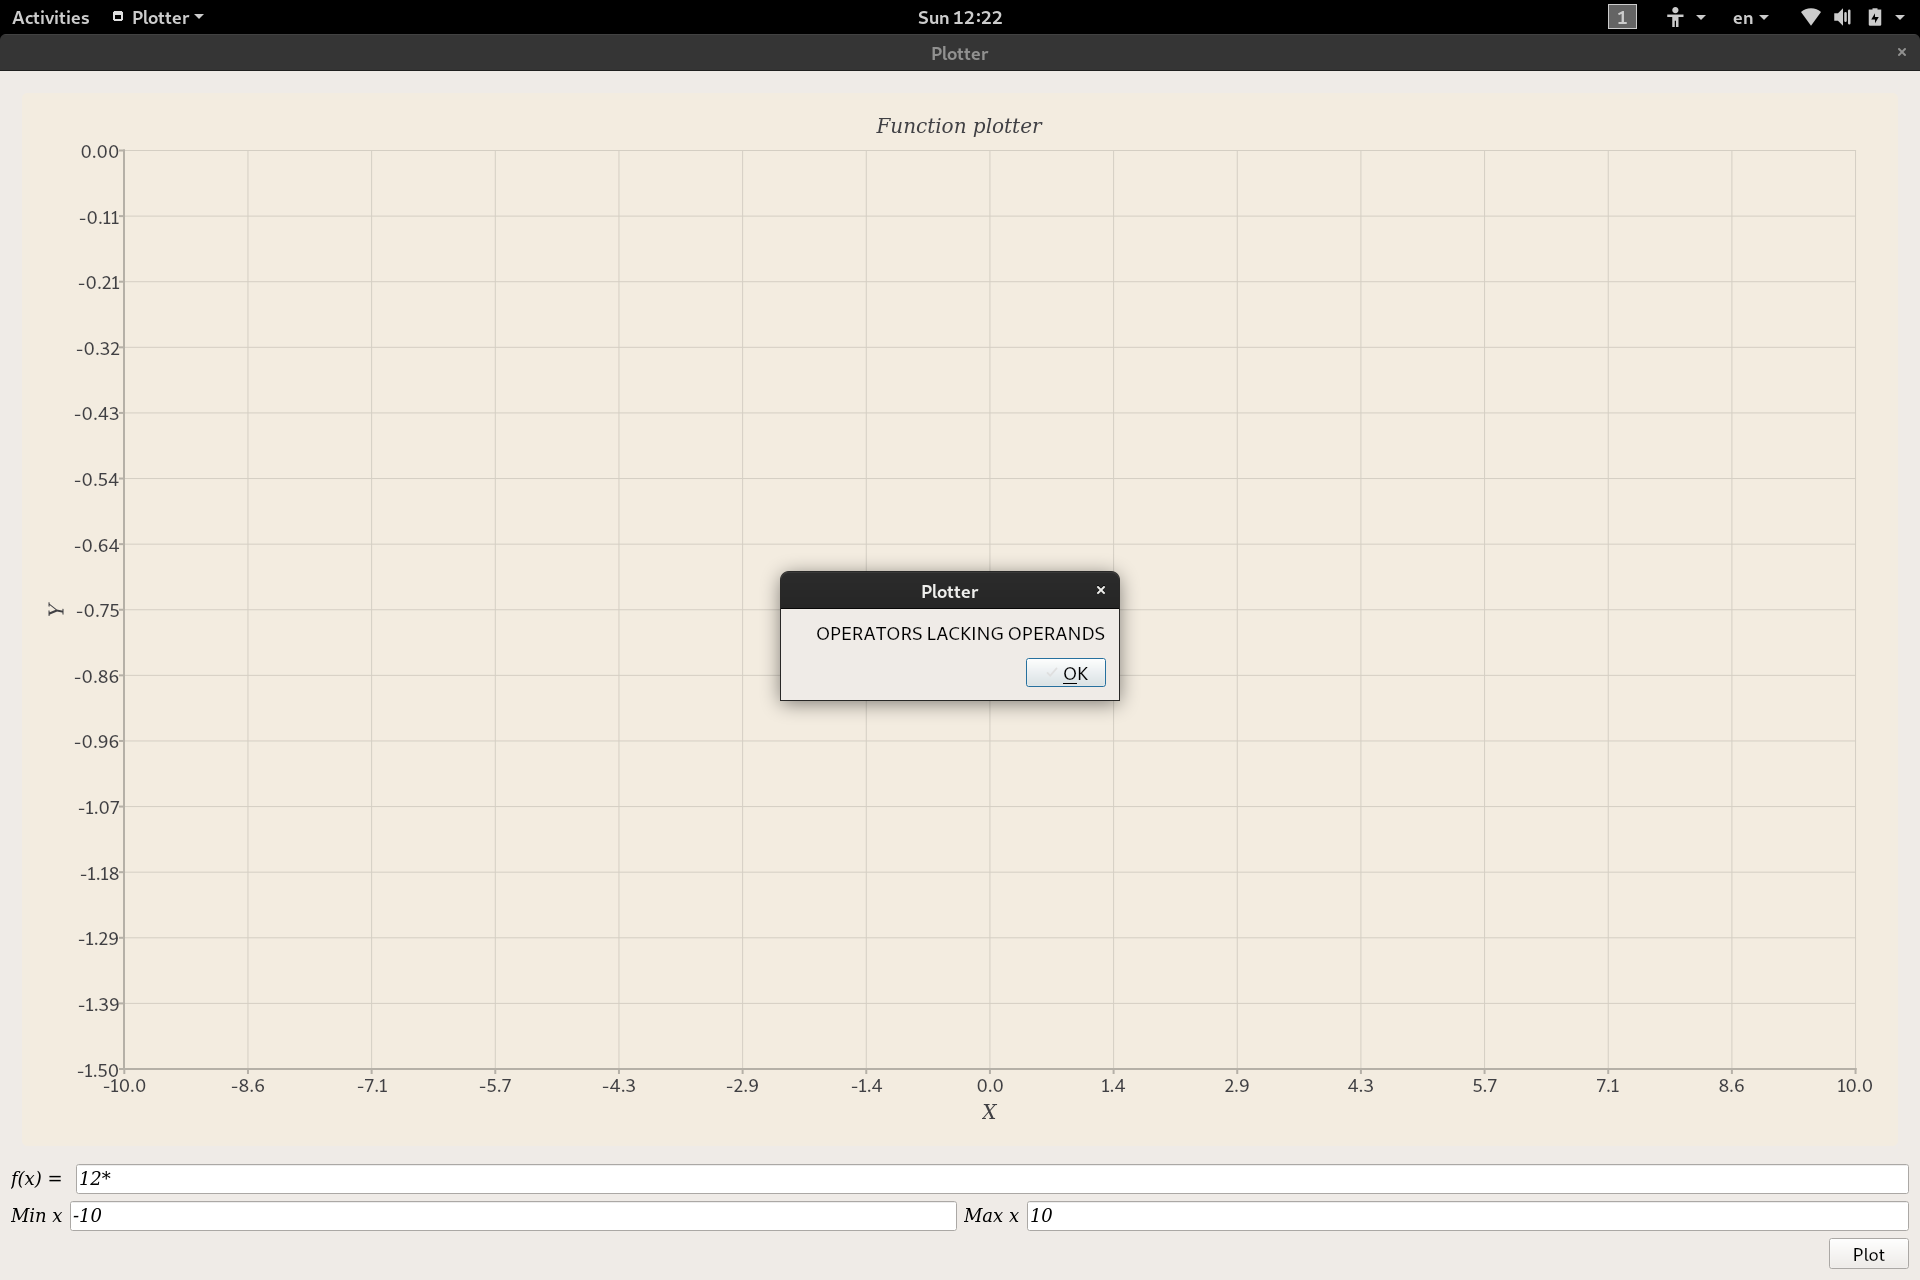 Activities Plotter Sun 12:22 1 en
Plotter
Function plotter
0.00
-0.11
-0.21
-0.32
-0.43
-0.54
-0.64
Y
-0.75
-0.86
-0.96
-1.07
-1.18
-1.29
-1.39
-1.50
-10.0 -8.6 -7.1 -5.7 -4.3 -2.9 -1.4 0.0 1.4 2.9 4.3 5.7 7.1 8.6 10.0
X
Plotter
OPERATORS LACKING OPERANDS
OK
f(x) = 12*
Min x -10 Max x 10
Plot